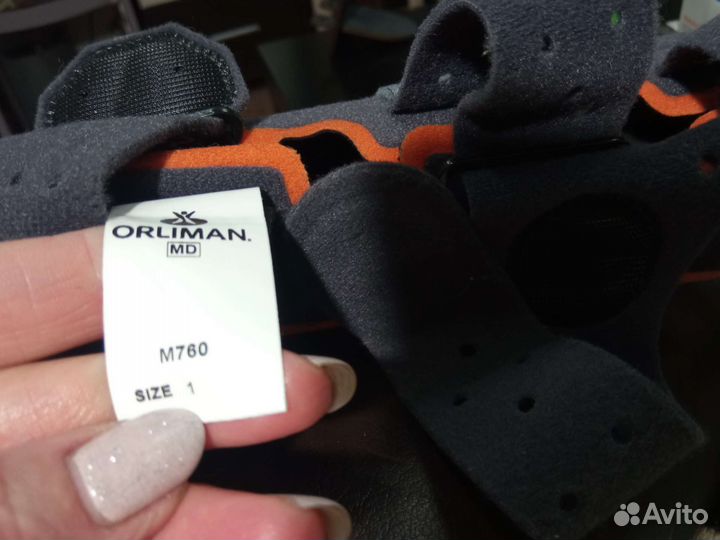 ORLIMAN.
MD
M760
SIZE 1
Avito